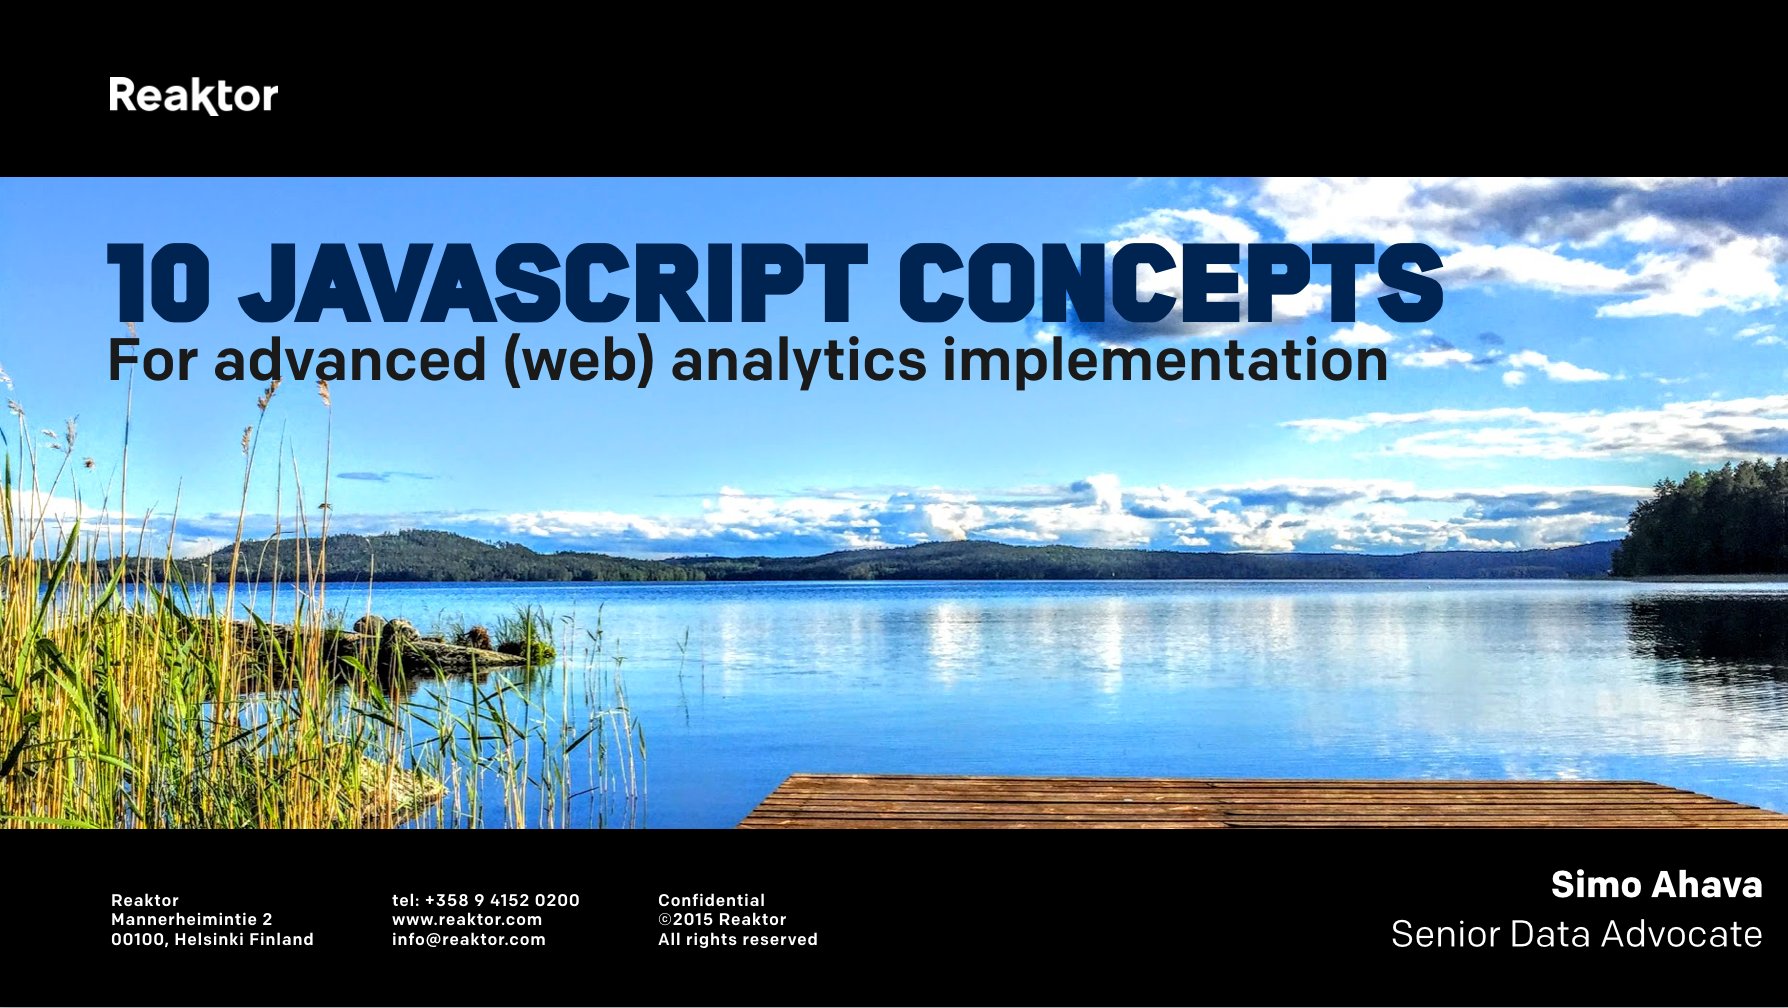 Reaktor
10 JAVASCRIPT CONCEPTS
For advanced (web) analytics implementation
Reaktor
Mannerheimintie 2
00100, Helsinki Finland
tel: +358 9 4152 0200
www.reaktor.com
info@reaktor.com
Confidential
©2015 Reaktor
All rights reserved
Simo Ahava
Senior Data Advocate